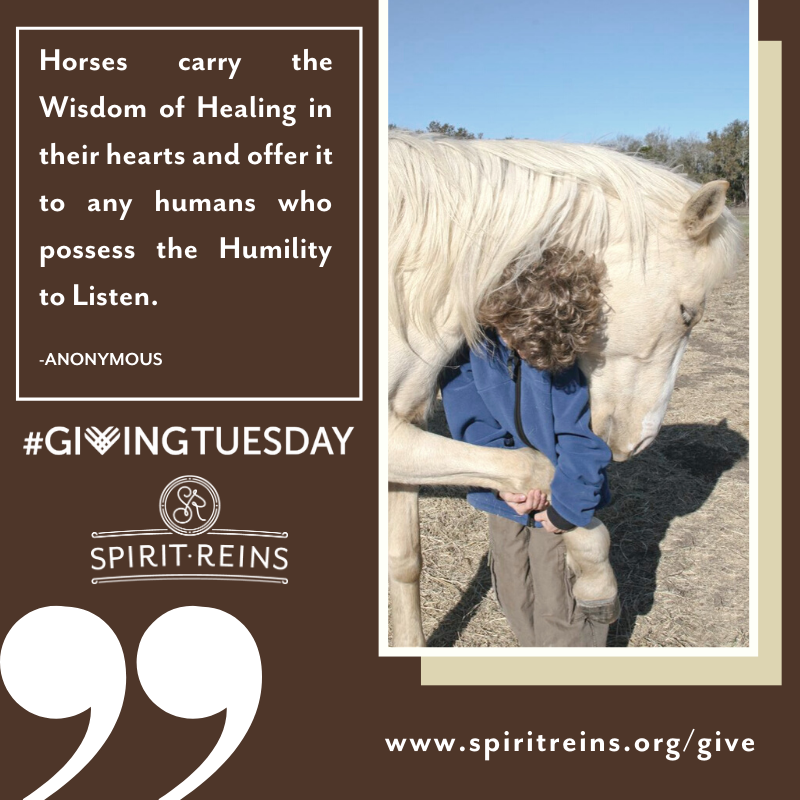 Horses carry the
Wisdom of Healing in
their hearts and offer it
to any humans who
possess the Humility
to Listen.
-ANONYMOUS
#GIVINGTUESDAY
SR
SPIRIT·REINS
www.spiritreins.org/give